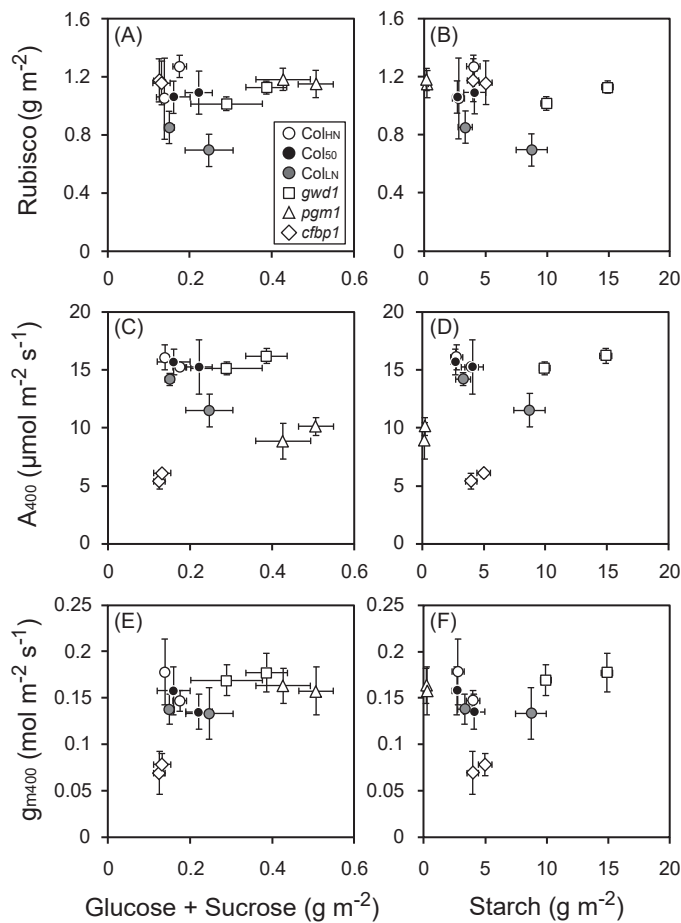 (A)
(B)
1.6
1.2
0.8
0.4
0
0 0.2 0.4 0.6
0 5 10 15 20
Rubisco (g m-2)
ColHN
Col50
ColLN
gwd1
pgm1
cfbp1
1.6
1.2
0.8
0.4
0
(C)
(D)
20
15
10
5
0
0 0.2 0.4 0.6
0 5 10 15 20
A400 (μmol m-2 s-1)
20
15
10
5
0
(E)
(F)
0.25
0.2
0.15
0.1
0.05
0
0 0.2 0.4 0.6
0 5 10 15 20
gm400 (mol m-2 s-1)
0.25
0.2
0.15
0.1
0.05
0
Glucose + Sucrose (g m-2)
Starch (g m-2)